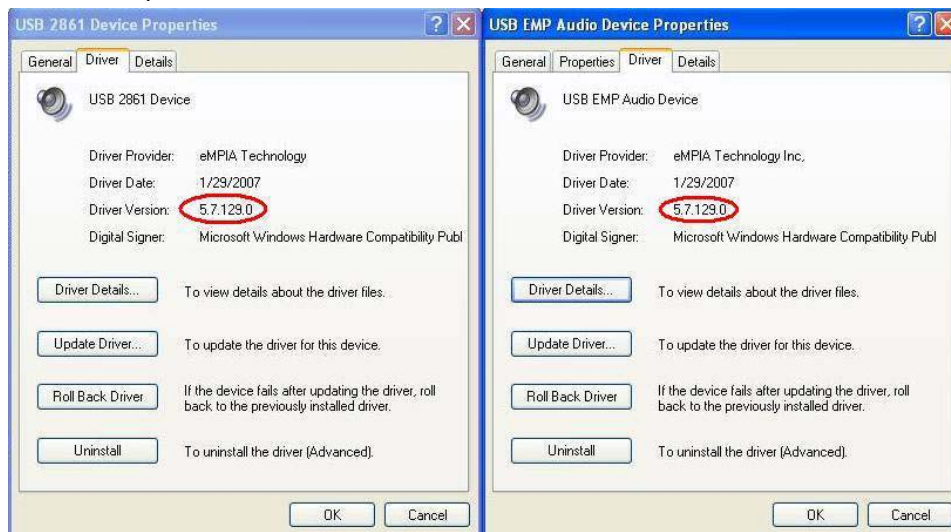 USB 2861 Device Properties
General Driver Details
USB 2861 Device
Driver Provider: eMPIA Technology
Driver Date: 1/29/2007
Driver Version: 5.7.129.0
Digital Signer: Microsoft Windows Hardware Compatibility Publ
Driver Details...
To view details about the driver files.
Update Driver...
To update the driver for this device.
Roll Back Driver
If the device fails after updating the driver, roll
back to the previously installed driver.
Uninstall
To uninstall the driver (Advanced).
OK Cancel
USB EMP Audio Device Properties
General Properties Driver Details
USB EMP Audio Device
Driver Provider: eMPIA Technology Inc,
Driver Date: 1/29/2007
Driver Version: 5.7.129.0
Digital Signer: Microsoft Windows Hardware Compatibility Publ
Driver Details...
To view details about the driver files.
Update Driver...
To update the driver for this device.
Roll Back Driver
If the device fails after updating the driver, roll
back to the previously installed driver.
Uninstall
To uninstall the driver (Advanced).
OK Cancel